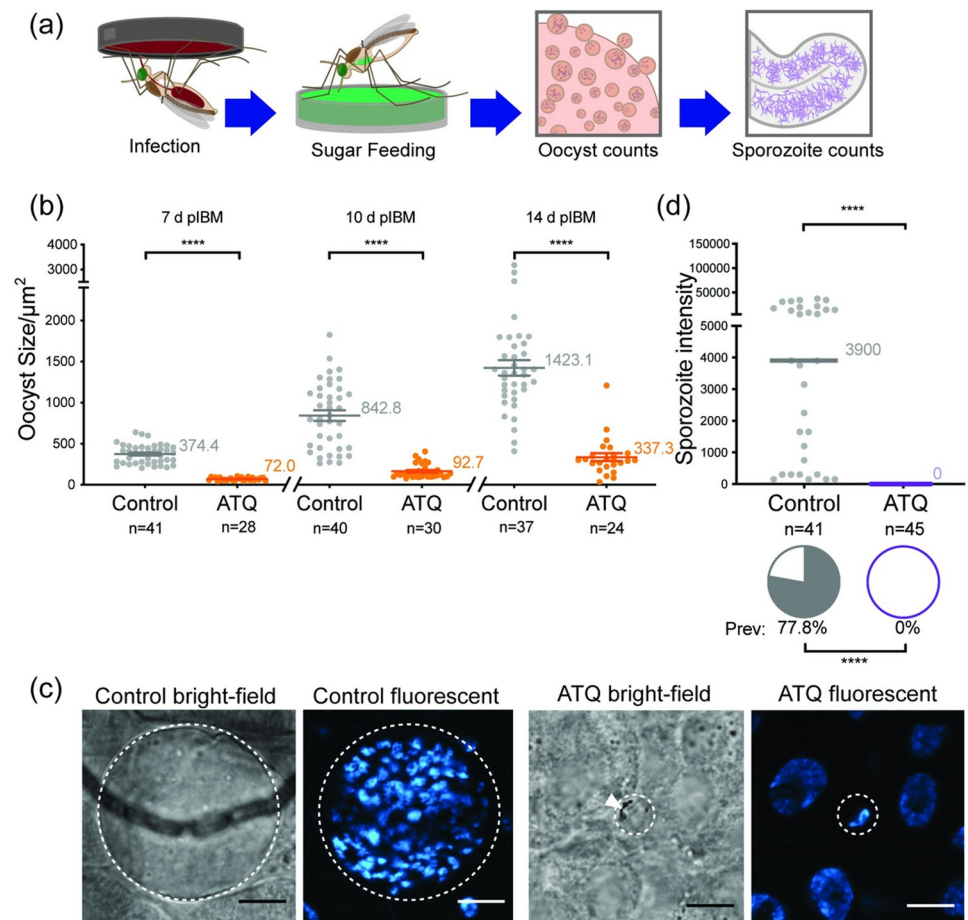 (a)
Infection
Sugar Feeding
Oocyst counts
Sporozoite counts
(b)
7 d pIBM
10 d pIBM
14 d pIBM
****
****
****
Oocyst Size/µm²
4000
3000
2000
1500
1000
500
0
374.4
72.0
842.8
92.7
1423.1
337.3
Control
ATQ
Control
ATQ
Control
ATQ
n=41
n=28
n=40
n=30
n=37
n=24
(d)
****
Sporozoite intensity
150000
100000
50000
5000
4000
3000
2000
1000
0
3900
0
Control
ATQ
n=41
n=45
Prev: 77.8%
0%
****
(c)
Control bright-field
Control fluorescent
ATQ bright-field
ATQ fluorescent